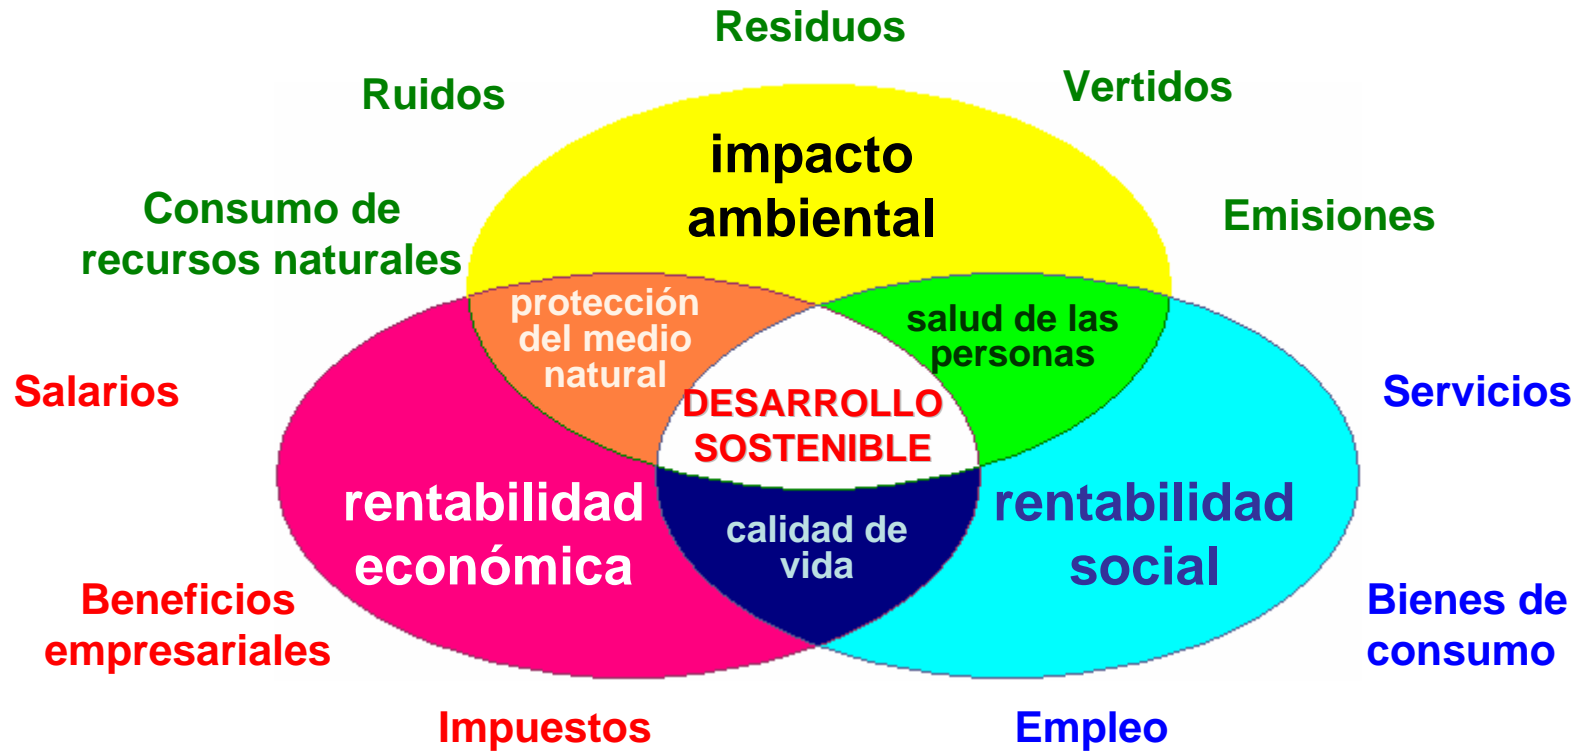 Residuos
Ruidos
Vertidos
impacto
ambiental
Consumo de
recursos naturales
Emisiones
protección
del medio
natural
salud de las
personas
Salarios
DESARROLLO
SOSTENIBLE
Servicios
rentabilidad
económica
calidad de
vida
rentabilidad
social
Beneficios
empresariales
Bienes de
consumo
Impuestos
Empleo